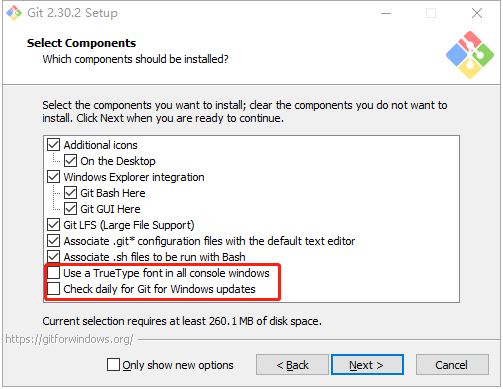 Git 2.30.2 Setup
Select Components
Which components should be installed?
Select the components you want to install; clear the components you do not want to
install. Click Next when you are ready to continue.
Additional icons
On the Desktop
Windows Explorer integration
Git Bash Here
Git GUI Here
Git LFS (Large File Support)
Associate .git* configuration files with the default text editor
Associate .sh files to be run with Bash
Use a TrueType font in all console windows
Check daily for Git for Windows updates
Current selection requires at least 260.1 MB of disk space.
https://gitforwindows.org/
Only show new options
< Back
Next >
Cancel